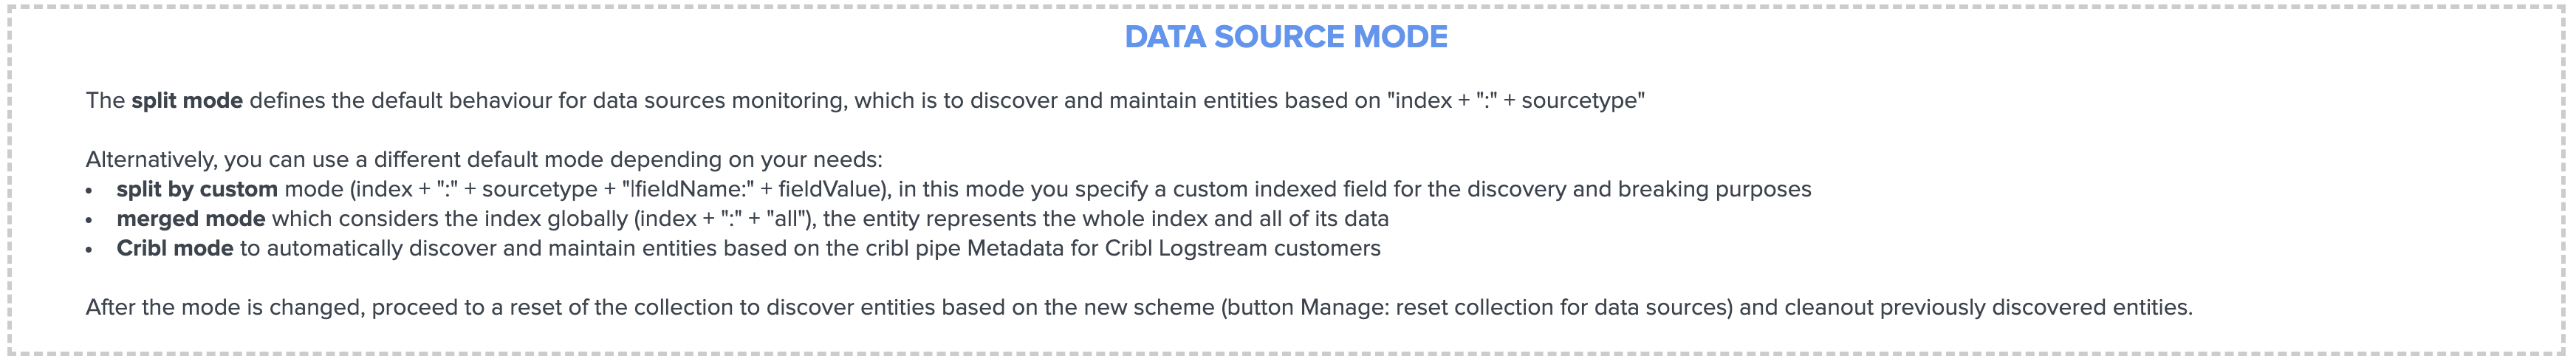 DATA SOURCE MODE
The split mode defines the default behaviour for data sources monitoring, which is to discover and maintain entities based on "index + ":" + sourcetype"
Alternatively, you can use a different default mode depending on your needs:
• split by custom mode (index + ":" + sourcetype + "|fieldName:" + fieldValue), in this mode you specify a custom indexed field for the discovery and breaking purposes
• merged mode which considers the index globally (index + ":" + "all"), the entity represents the whole index and all of its data
• Cribl mode to automatically discover and maintain entities based on the cribl pipe Metadata for Cribl Logstream customers
After the mode is changed, proceed to a reset of the collection to discover entities based on the new scheme (button Manage: reset collection for data sources) and cleanout previously discovered entities.